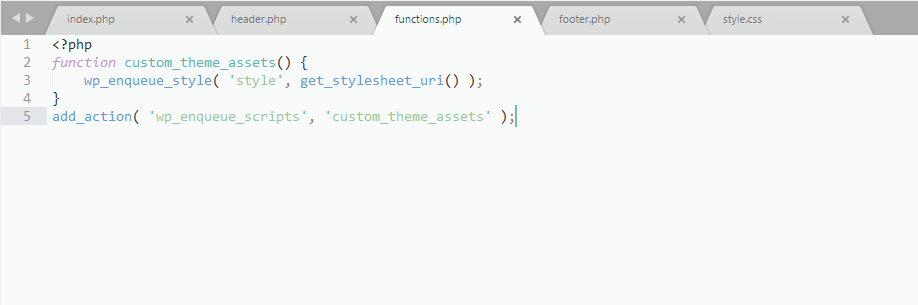 index.php × header.php × functions.php × footer.php × style.css ×
1 <?php
2 function custom_theme_assets() {
3     wp_enqueue_style( 'style', get_stylesheet_uri() );
4 }
5 add_action( 'wp_enqueue_scripts', 'custom_theme_assets' );